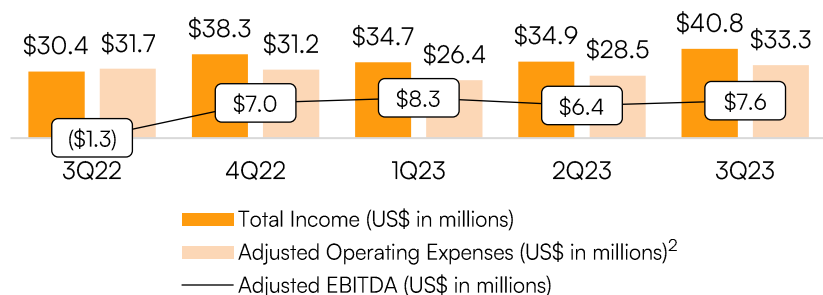 $30.4 $31.7 $38.3 $31.2 $34.7 $26.4 $34.9 $28.5 $40.8 $33.3
($1.3) $7.0 $8.3 $6.4 $7.6
3Q22 4Q22 1Q23 2Q23 3Q23
Total Income (US$ in millions)
Adjusted Operating Expenses (US$ in millions)²
Adjusted EBITDA (US$ in millions)